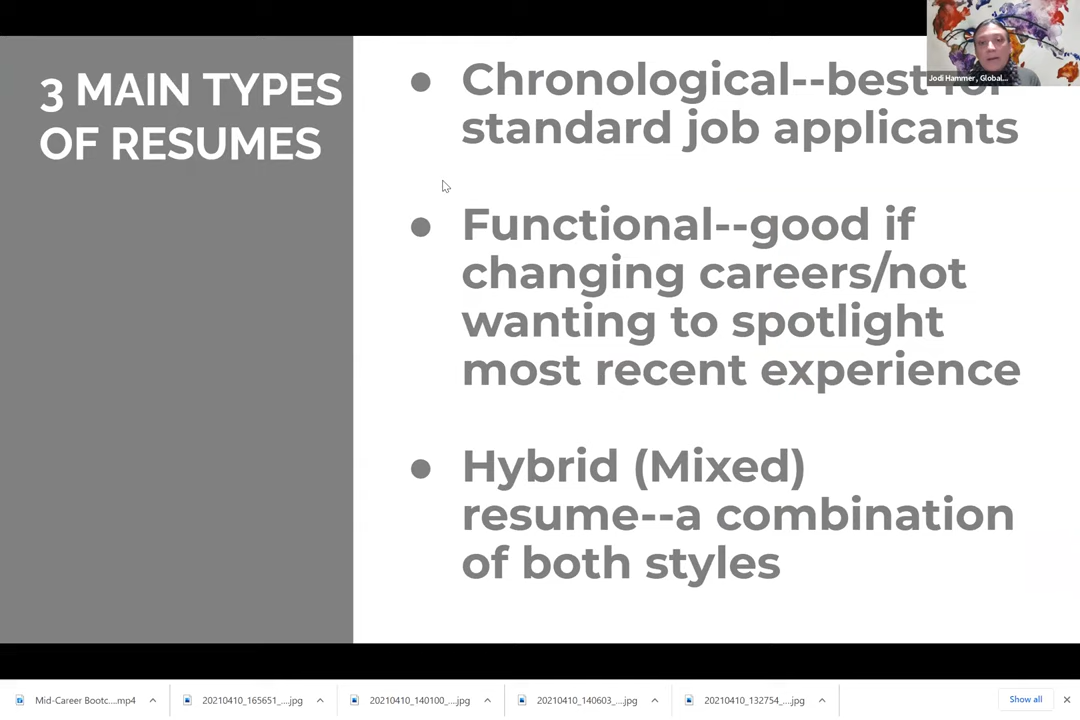 3 MAIN TYPES
OF RESUMES
● Chronological--best for
standard job applicants
● Functional--good if
changing careers/not
wanting to spotlight
most recent experience
● Hybrid (Mixed)
resume--a combination
of both styles
Jodi Hammer, Global...
Mid-Career Bootc....mp4
20210410_165651_...jpg
20210410_140100_...jpg
20210410_140603_...jpg
20210410_132754_...jpg
Show all